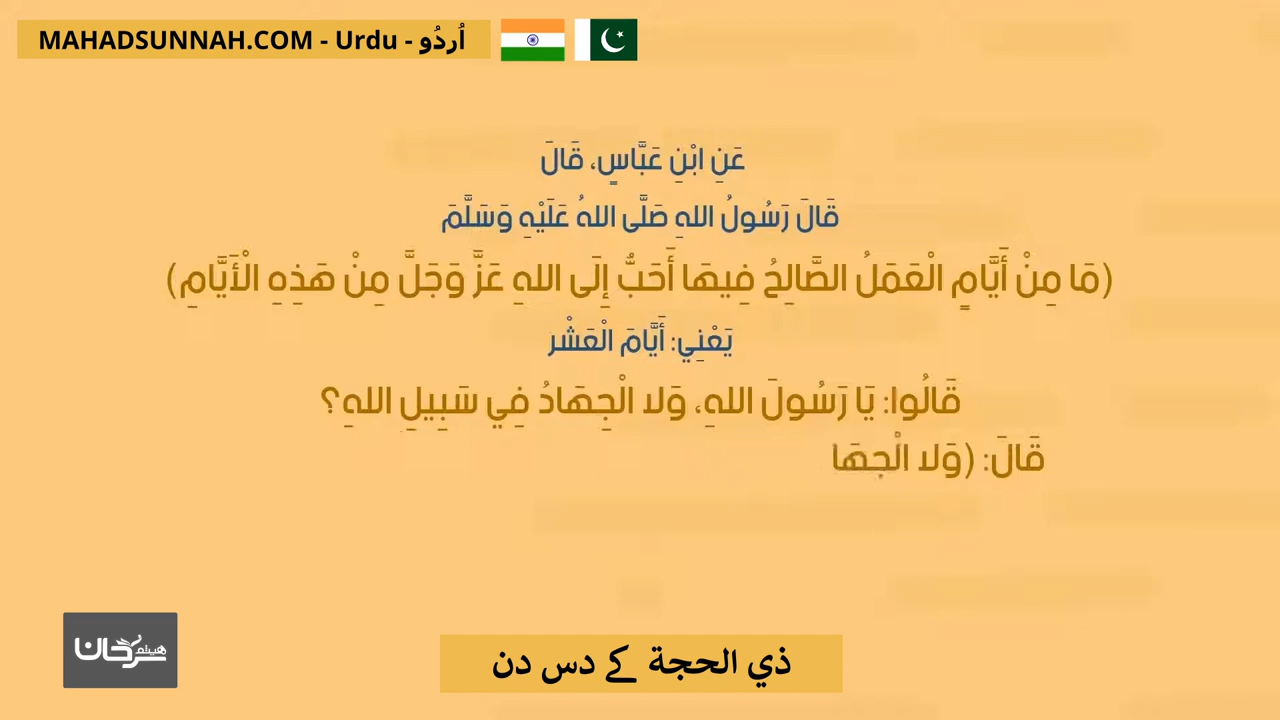 MAHADSUNNAH.COM - Urdu - اُردُو
عَنِ ابْنِ عَبَّاسٍ، قَالَ
قَالَ رَسُولُ اللهِ صَلَّى اللهُ عَلَيْهِ وَسَلَّمَ
(مَا مِنْ أَيَّامٍ الْعَمَلُ الصَّالِحُ فِيهَا أَحَبُّ إِلَى اللهِ عَزَّ وَجَلَّ مِنْ هَذِهِ الْأَيَّامِ)
يَعْنِي: أَيَّامَ الْعَشْر
قَالُوا: يَا رَسُولَ اللهِ، وَلا الْجِهَادُ فِي سَبِيلِ اللهِ؟
قَالَ: (وَلا الْجِهَا
هيثم
سرحان
ذي الحجة کے دس دن